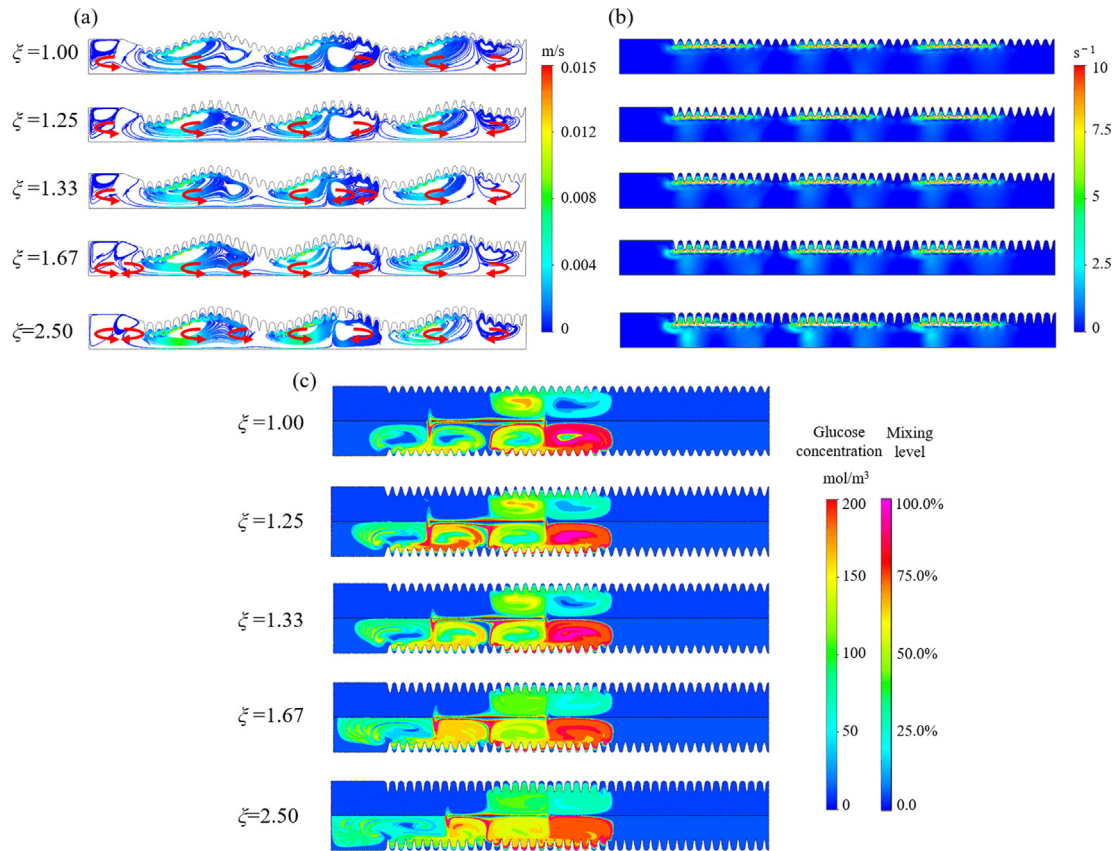 (a)
(b)
ξ =1.00
ξ =1.25
ξ =1.33
ξ =1.67
ξ=2.50
m/s
0.015
0.012
0.008
0.004
0
s⁻¹
10
7.5
5
2.5
0
(c)
ξ =1.00
ξ =1.25
ξ =1.33
ξ =1.67
ξ =2.50
Glucose concentration
Mixing level
mol/m³
200
150
100
50
0
100.0%
75.0%
50.0%
25.0%
0.0